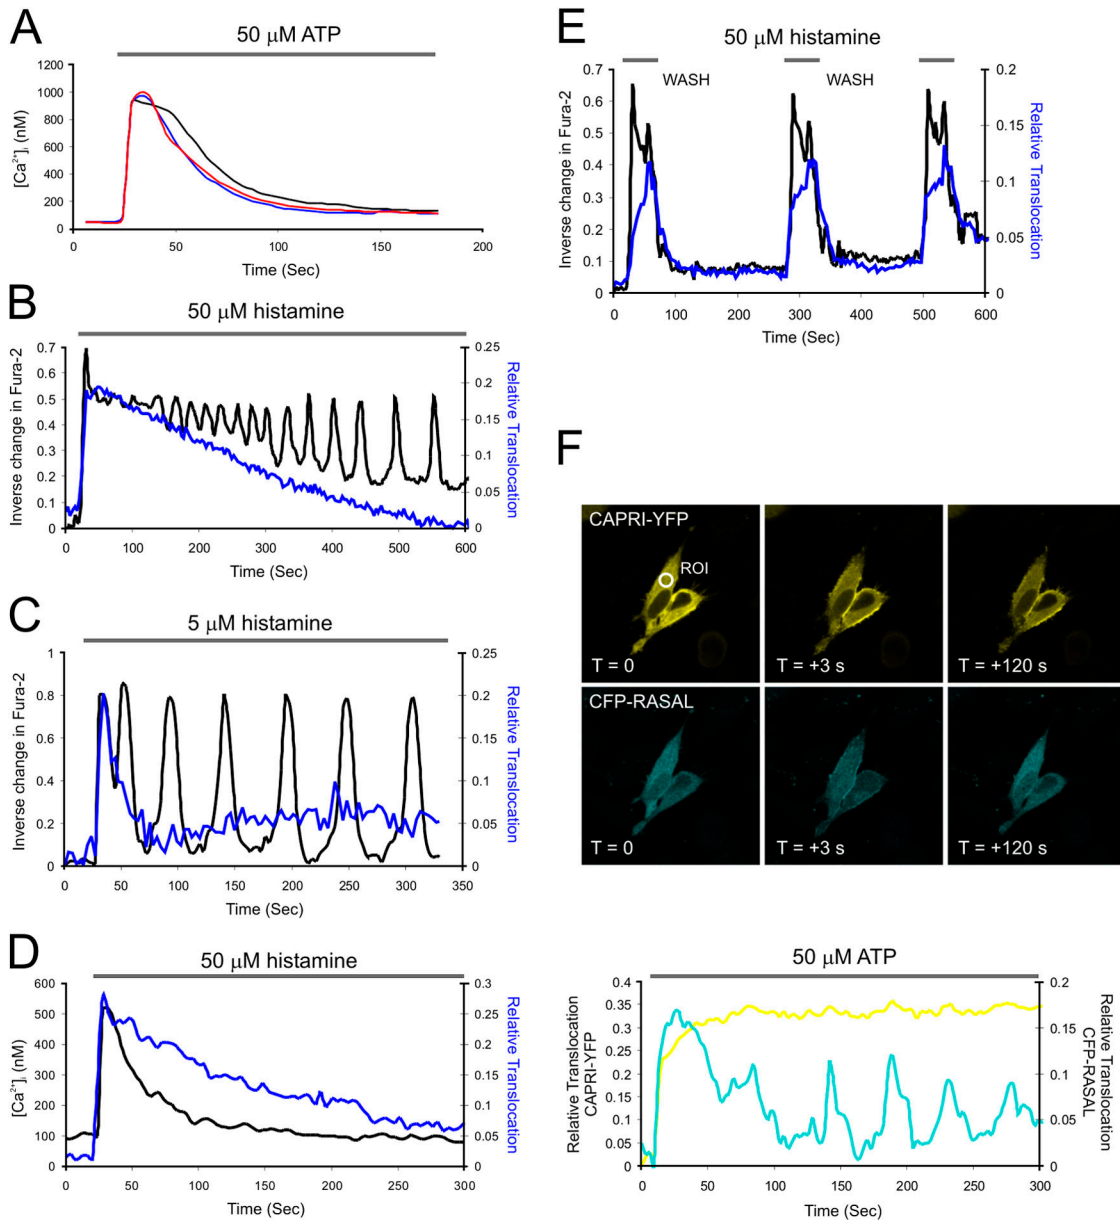 A
50 μM ATP
1200
1000
800
600
400
200
0
[Ca²⁺]ᵢ (nM)
0 50 100 150 200
Time (Sec)
B
50 μM histamine
0.7
0.6
0.5
0.4
0.3
0.2
0.1
0
Inverse change in Fura-2
0.25
0.2
0.15
0.1
0.05
0
Relative Translocation
0 100 200 300 400 500 600
Time (Sec)
C
5 μM histamine
1
0.8
0.6
0.4
0.2
0
Inverse change in Fura-2
0.25
0.2
0.15
0.1
0.05
0
Relative Translocation
0 50 100 150 200 250 300 350
Time (Sec)
D
50 μM histamine
600
500
400
300
200
100
0
[Ca²⁺]ᵢ (nM)
0.3
0.25
0.2
0.15
0.1
0.05
0
Relative Translocation
0 50 100 150 200 250 300
Time (Sec)
E
50 μM histamine
WASH WASH
0.7
0.6
0.5
0.4
0.3
0.2
0.1
0
Inverse change in Fura-2
0.2
0.15
0.1
0.05
0
Relative Translocation
0 100 200 300 400 500 600
Time (Sec)
F
CAPRI-YFP
ROI
T = 0
T = +3 s
T = +120 s
CFP-RASAL
T = 0
T = +3 s
T = +120 s
50 μM ATP
0.4
0.35
0.3
0.25
0.2
0.15
0.1
0.05
0
Relative Translocation
CAPRI-YFP
0.2
0.15
0.1
0.05
0
Relative Translocation
CFP-RASAL
0 50 100 150 200 250 300
Time (Sec)